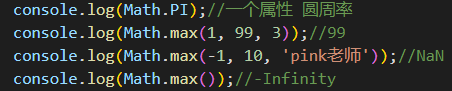 console.log(Math.PI);//一个属性 圆周率
console.log(Math.max(1, 99, 3));//99
console.log(Math.max(-1, 10, 'pink老师'));//NaN
console.log(Math.max());//-Infinity